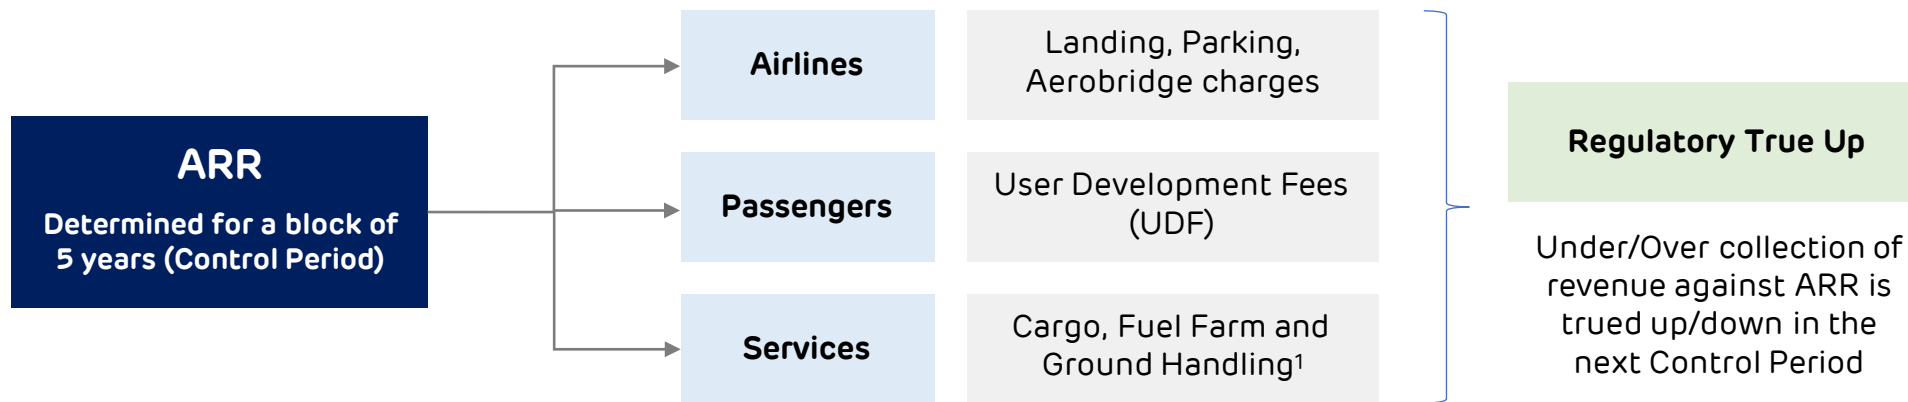 ARR
Determined for a block of
5 years (Control Period)
Airlines
Landing, Parking,
Aerobridge charges
Passengers
User Development Fees
(UDF)
Services
Cargo, Fuel Farm and
Ground Handling¹
Regulatory True Up
Under/Over collection of
revenue against ARR is
trued up/down in the
next Control Period